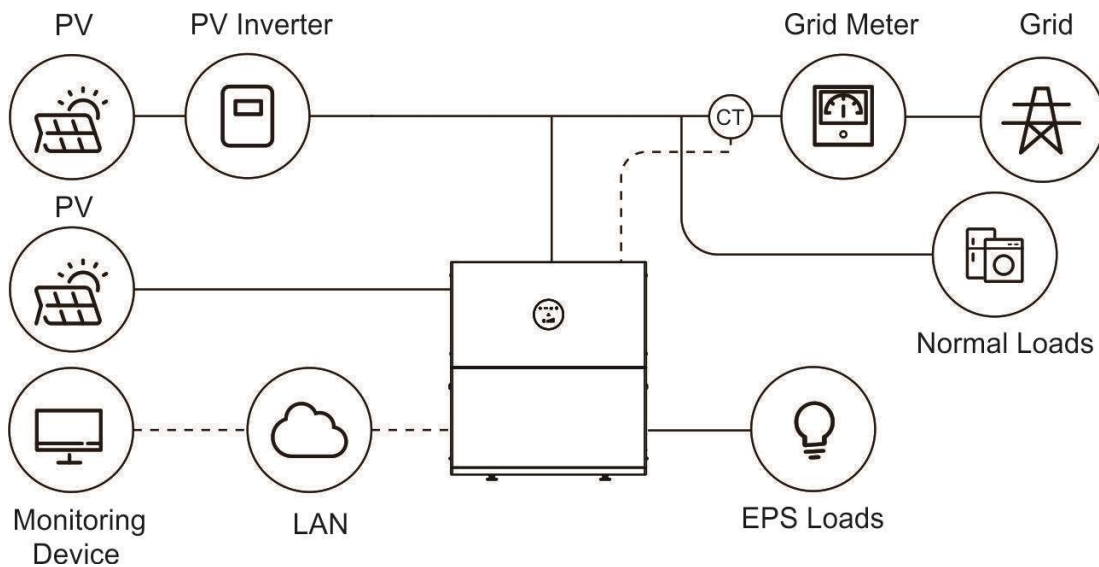 PV
PV Inverter
Grid Meter
Grid
CT
PV
Normal Loads
Monitoring
Device
LAN
EPS Loads